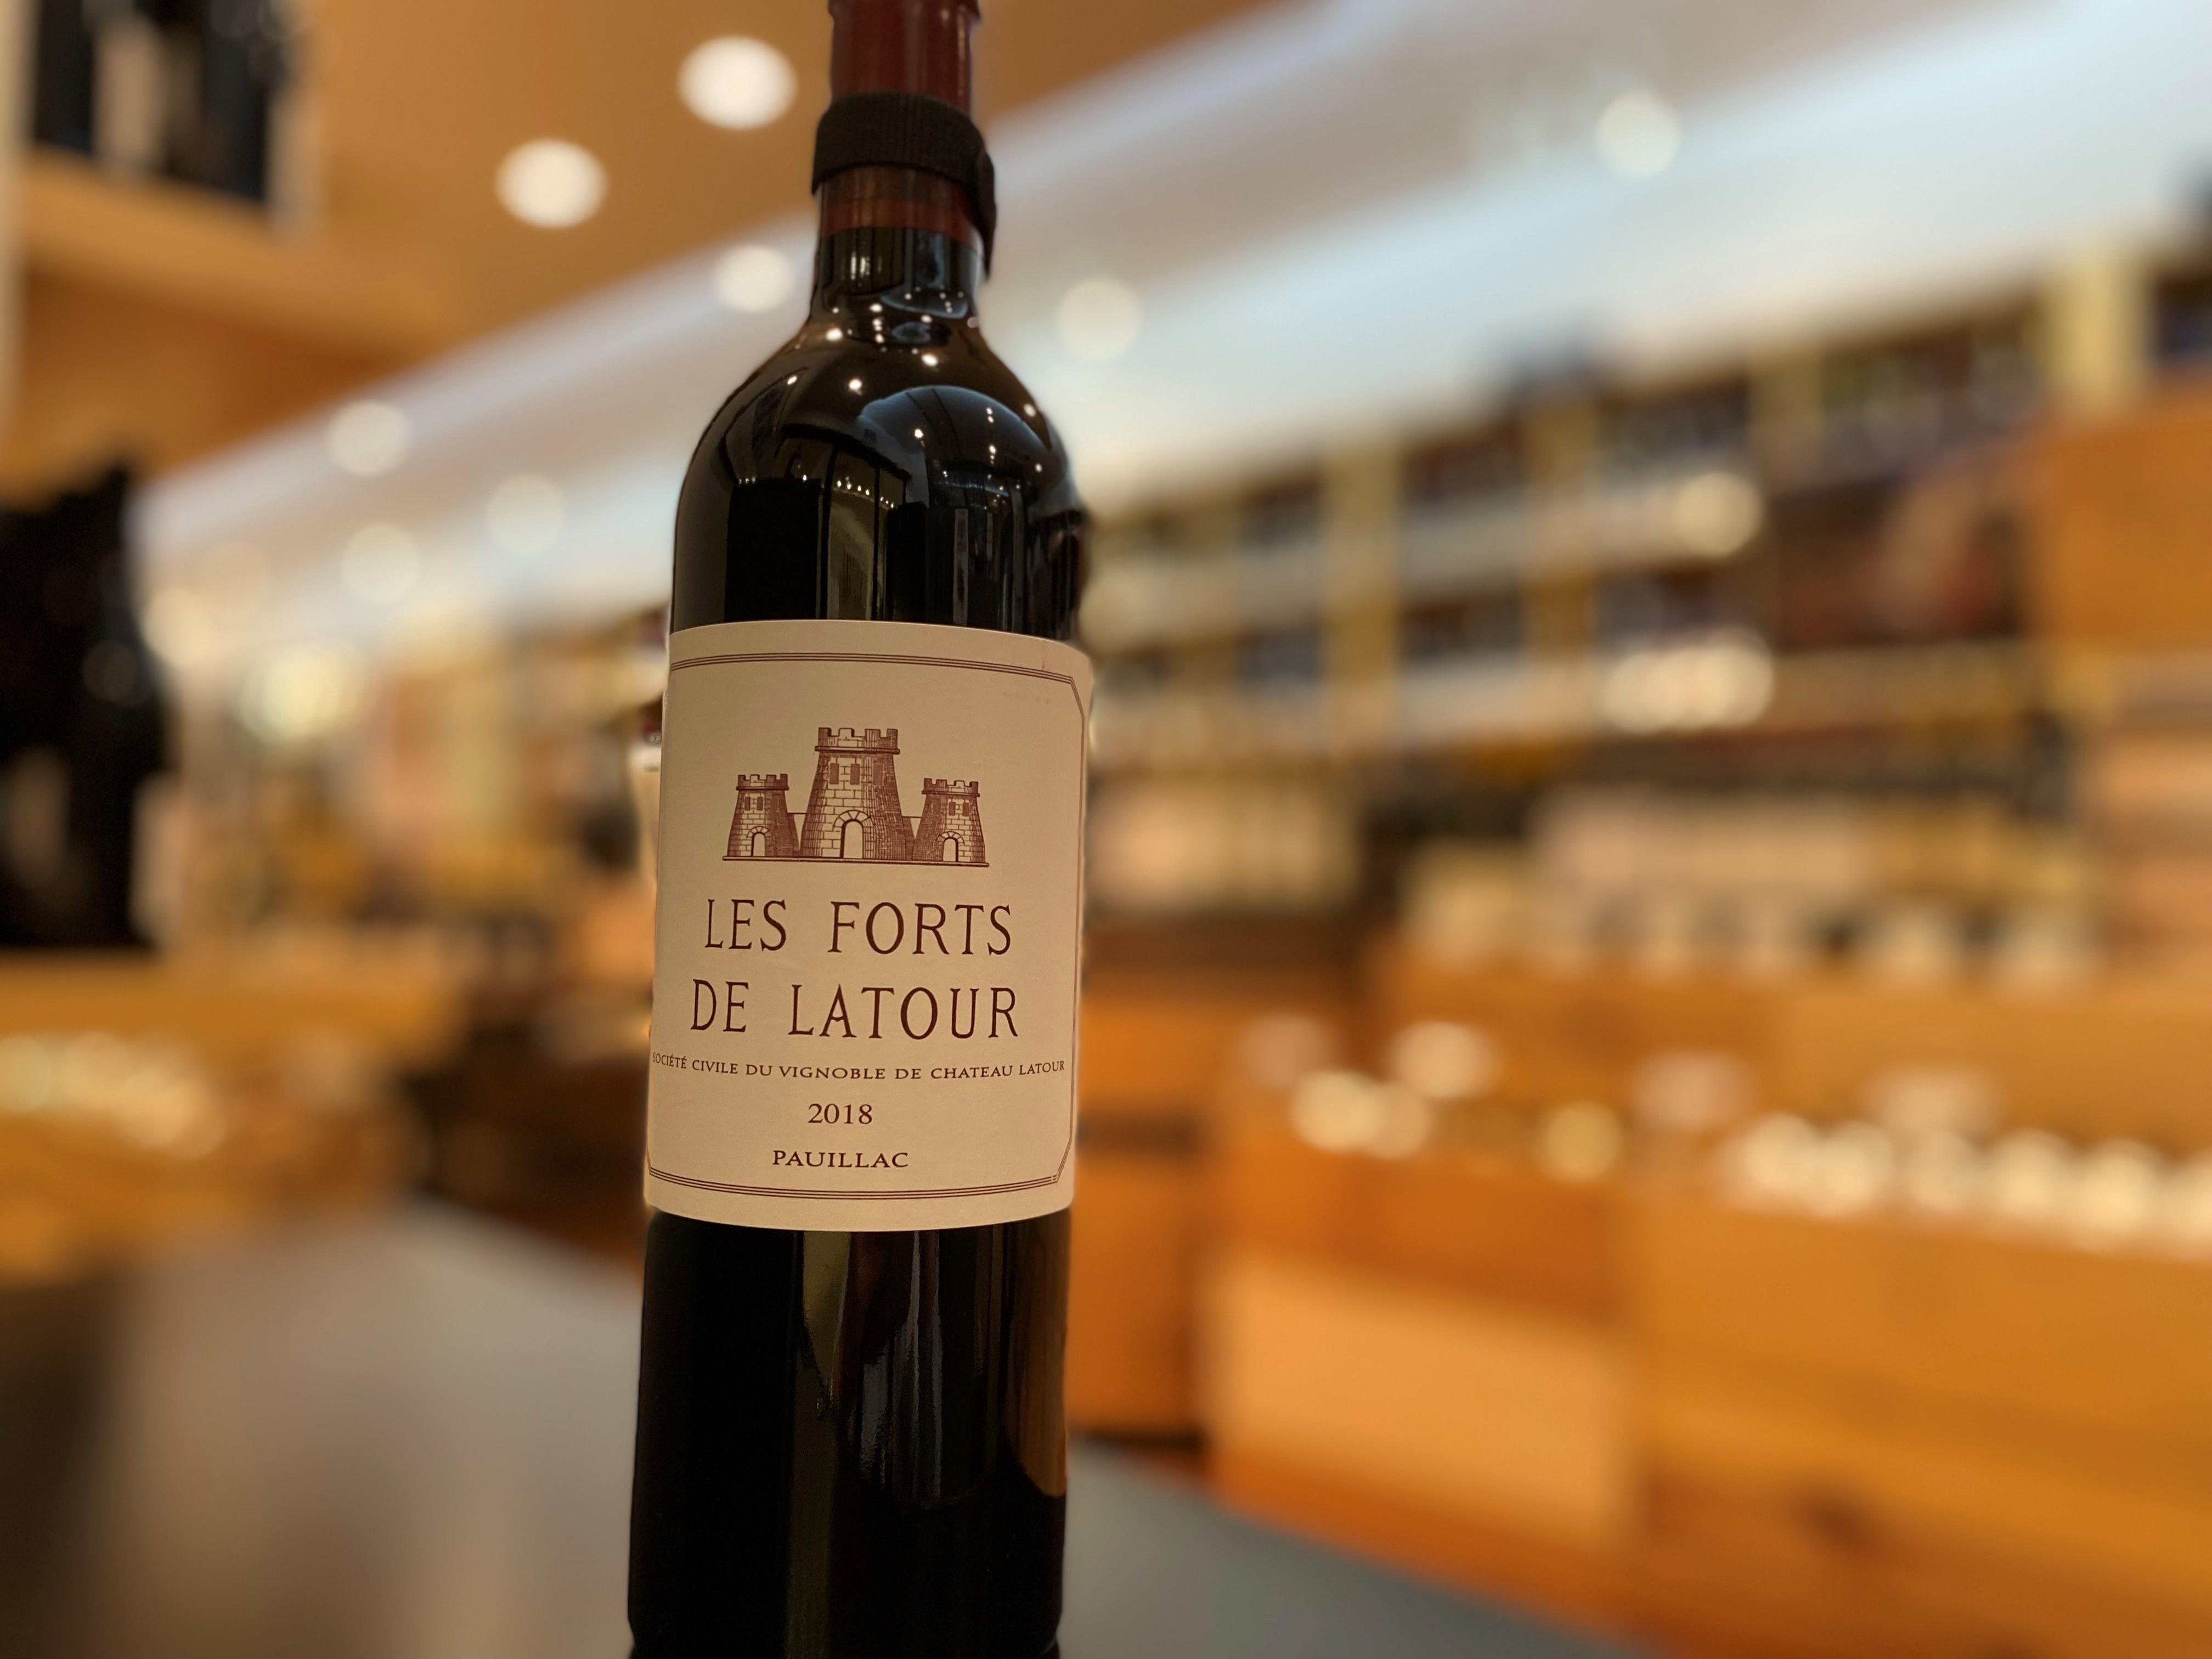 LES FORTS
DE LATOUR
SOCIÉTÉ CIVILE DU VIGNOBLE DE CHATEAU LATOUR
2018
PAUILLAC